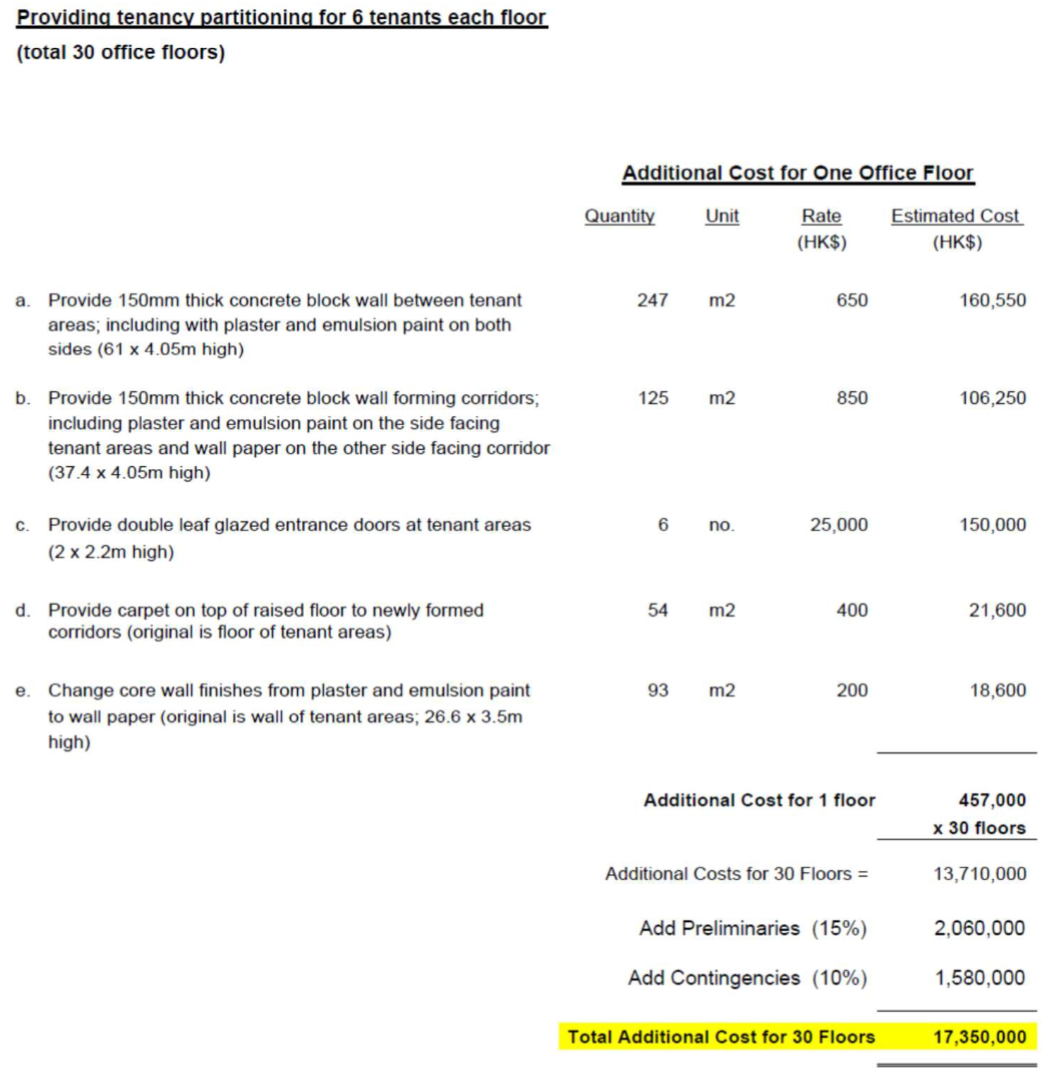 Providing tenancy partitioning for 6 tenants each floor
(total 30 office floors)
Additional Cost for One Office Floor
Quantity Unit Rate Estimated Cost
(HK$) (HK$)
a. Provide 150mm thick concrete block wall between tenant 247 m2 650 160,550
areas; including with plaster and emulsion paint on both
sides (61 x 4.05m high)
b. Provide 150mm thick concrete block wall forming corridors; 125 m2 850 106,250
including plaster and emulsion paint on the side facing
tenant areas and wall paper on the other side facing corridor
(37.4 x 4.05m high)
c. Provide double leaf glazed entrance doors at tenant areas 6 no. 25,000 150,000
(2 x 2.2m high)
d. Provide carpet on top of raised floor to newly formed 54 m2 400 21,600
corridors (original is floor of tenant areas)
e. Change core wall finishes from plaster and emulsion paint 93 m2 200 18,600
to wall paper (original is wall of tenant areas; 26.6 x 3.5m
high)
Additional Cost for 1 floor 457,000
x 30 floors
Additional Costs for 30 Floors = 13,710,000
Add Preliminaries (15%) 2,060,000
Add Contingencies (10%) 1,580,000
Total Additional Cost for 30 Floors 17,350,000